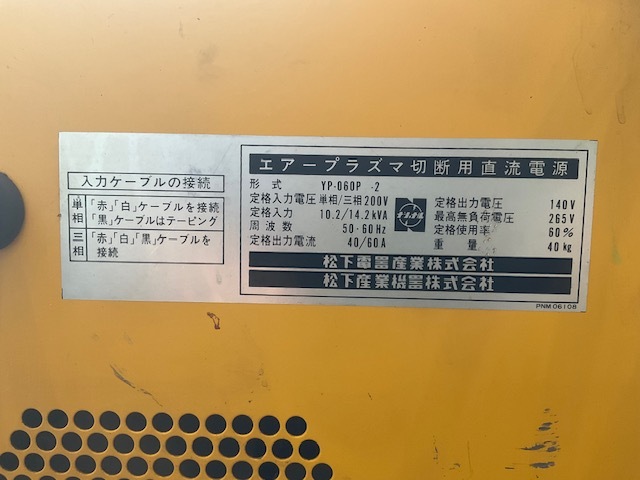 入力ケーブルの接続
単相 「赤」「白」ケーブルを接続
「黒」ケーブルはテーピング
三相 「赤」「白」「黒」ケーブルを
接続
エアープラズマ切断用直流電源
形式 YP-060P -2
定格入力電圧 単相/三相200V
定格入力 10.2/14.2kVA
周波数 50・60Hz
定格出力電流 40/60A
定格出力電圧 140V
最高無負荷電圧 265V
定格使用率 60%
重量 40kg
松下電器産業株式会社
松下産業機器株式会社
PNM06108